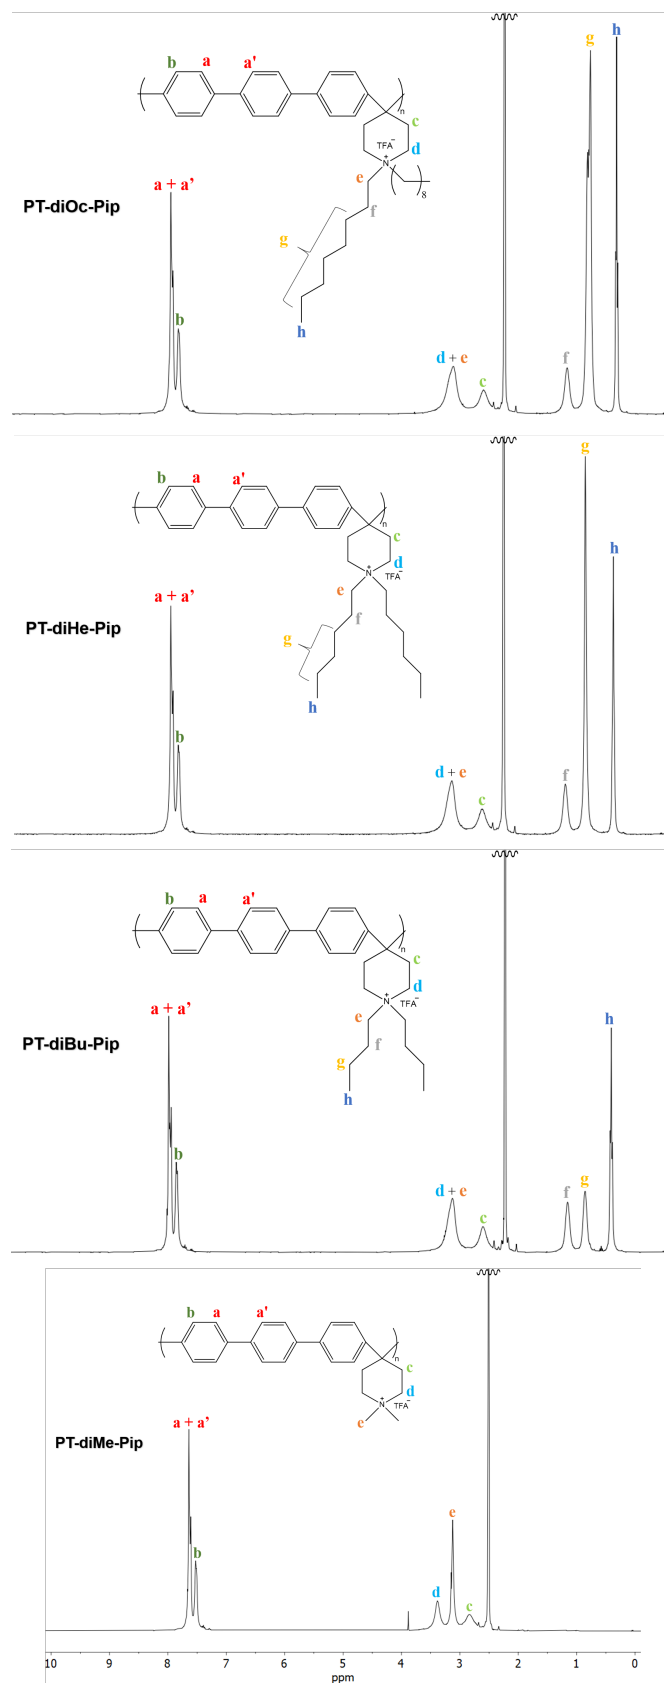 h
g
b a a'
n
c
TFA⁻
d
N⁺
e
8
a + a'
f
PT-diOc-Pip
g
b
h
d + e
f
c
g
b a a'
n
c
d
N⁺
TFA⁻
h
e
a + a'
f
PT-diHe-Pip
g
h
b
d + e
f
c
b a a'
n
c
d
N⁺
TFA⁻
a + a'
e
h
PT-diBu-Pip
f
g
h
b
d + e
f
g
c
b a a'
n
c
d
N⁺
TFA⁻
a + a'
e
PT-diMe-Pip
e
b
d
c
10 9 8 7 6 5 4 3 2 1 0
ppm